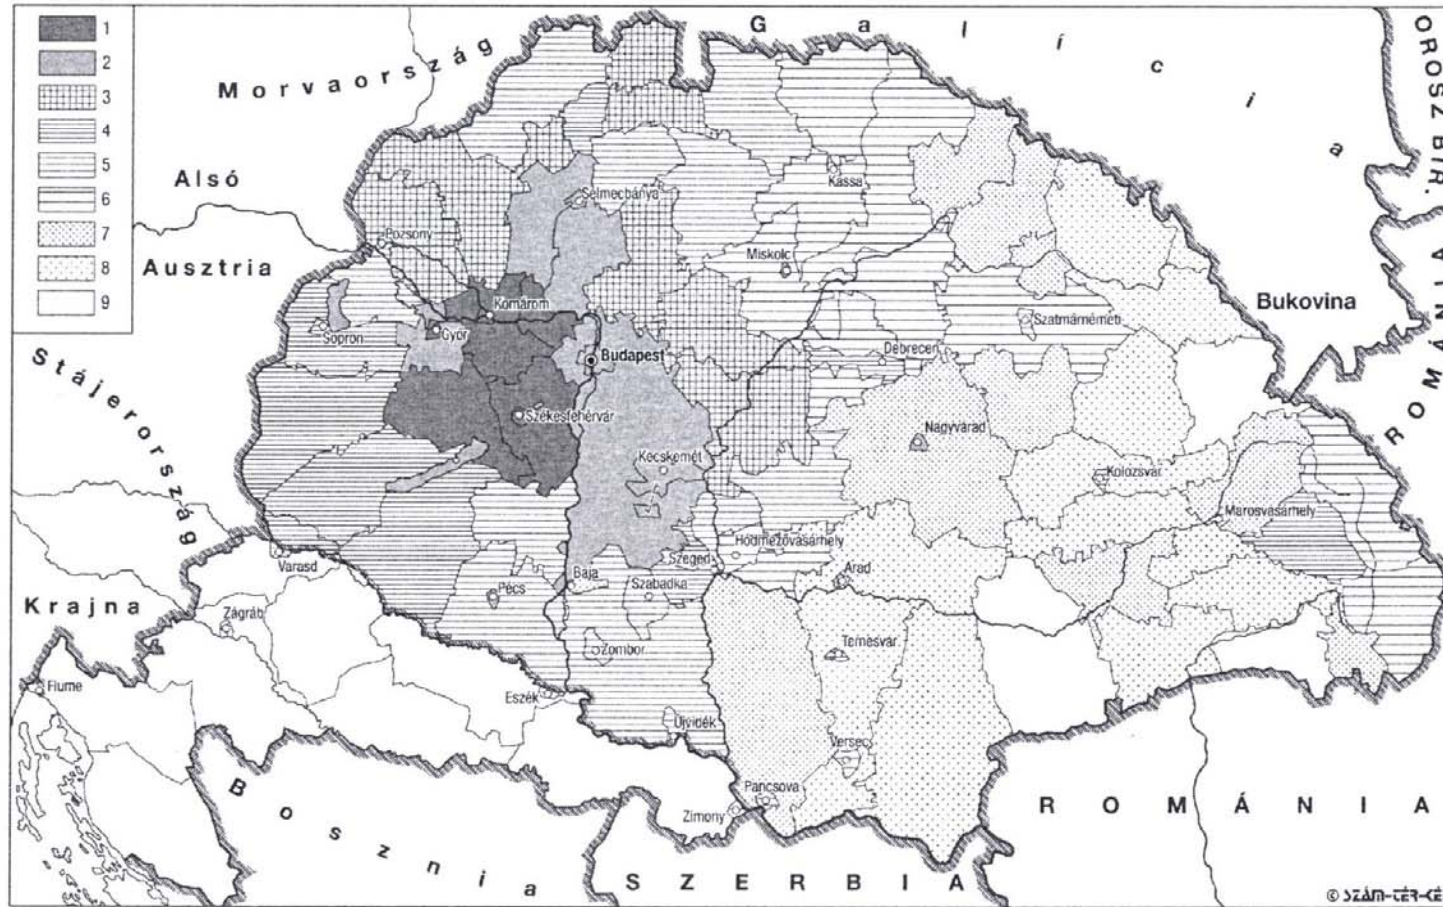 1
2
3
4
5
6
7
8
9
Morvaország
Galícia
OROSZ BIR.
Alsó
Ausztria
Stájerország
Krajna
Bukovina
ROMÁNIA
Kassa
Selmecbánya
Pozsony
Miskolc
Komárom
Szatmárnémeti
Sopron
Győr
Budapest
Debrecen
Székesfehérvár
Nagyvárad
Kecskemét
Kolozsvár
Marosvásárhely
Hódmezővásárhely
Szeged
Varasd
Baja
Szabadka
Arad
Pécs
Zágráb
Zombor
Temesvár
Fiume
Eszék
Újvidék
Versec
Pancsova
Zimony
Bosznia
SZERBIA
ROMÁNIA
© SZÁM-TÉR-KÉ